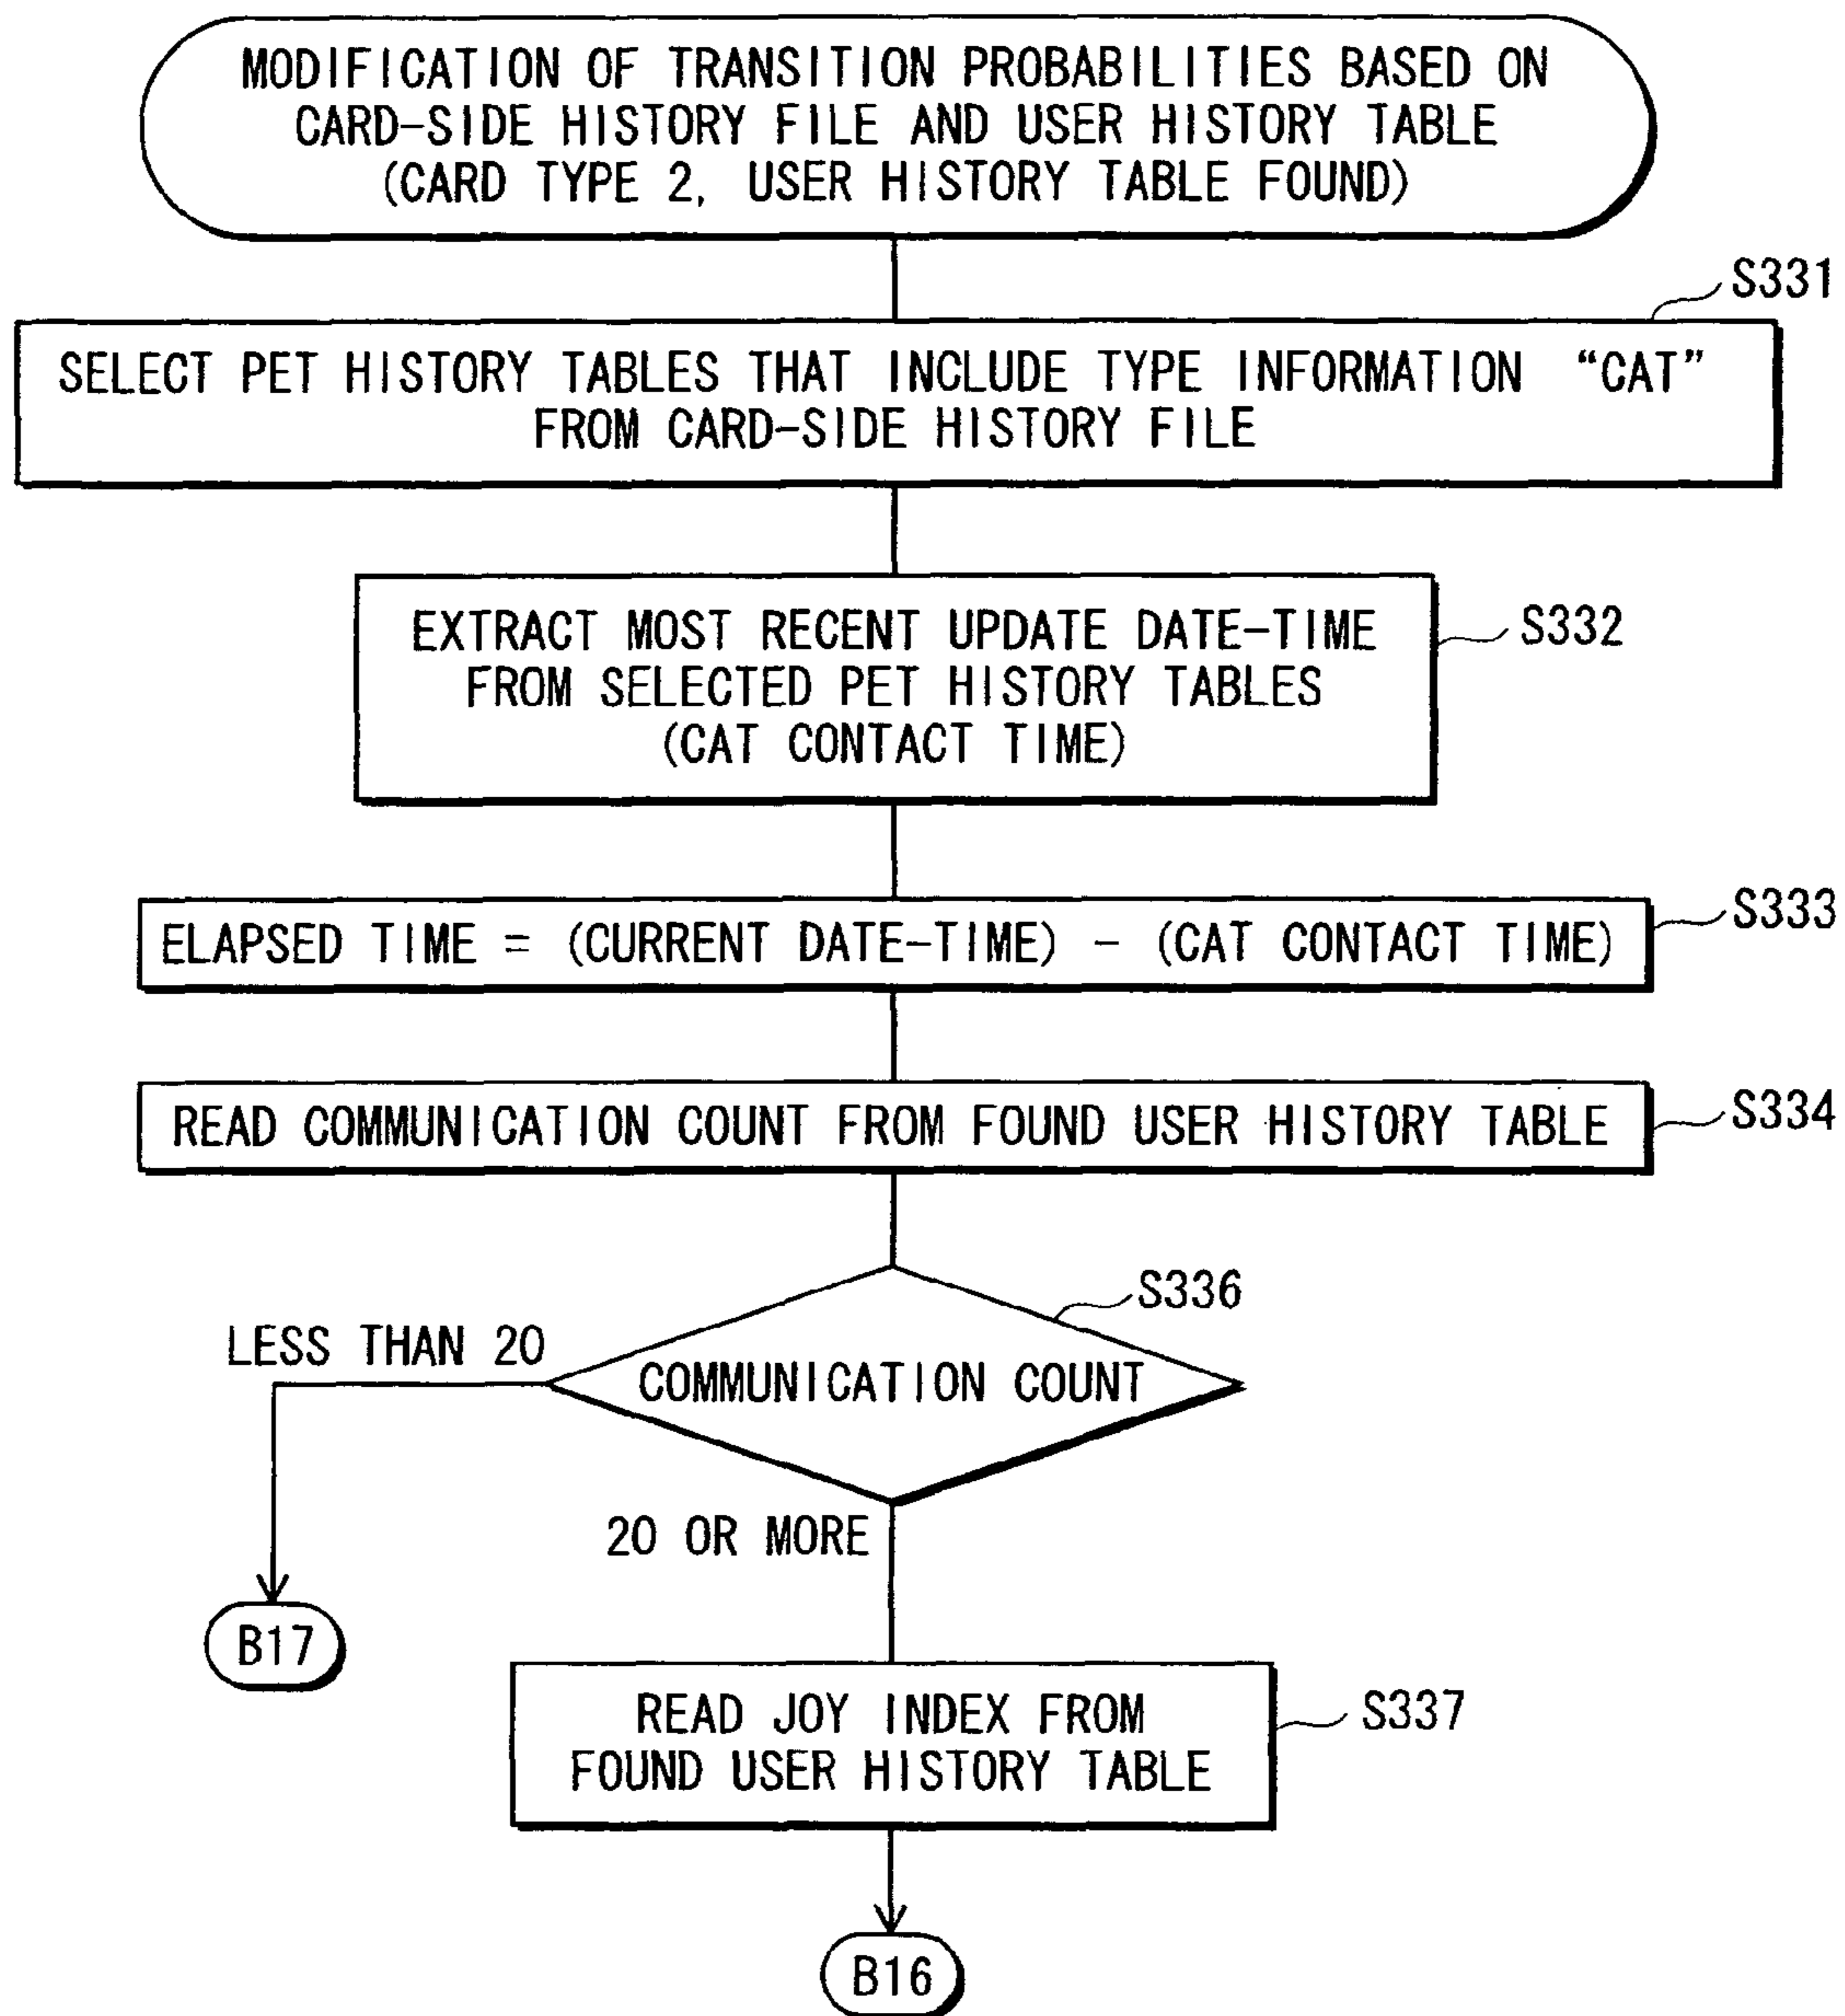 MODIFICATION OF TRANSITION PROBABILITIES BASED ON
CARD-SIDE HISTORY FILE AND USER HISTORY TABLE
(CARD TYPE 2, USER HISTORY TABLE FOUND)
S331
SELECT PET HISTORY TABLES THAT INCLUDE TYPE INFORMATION “CAT”
FROM CARD-SIDE HISTORY FILE
S332
EXTRACT MOST RECENT UPDATE DATE-TIME
FROM SELECTED PET HISTORY TABLES
(CAT CONTACT TIME)
S333
ELAPSED TIME = (CURRENT DATE-TIME) - (CAT CONTACT TIME)
S334
READ COMMUNICATION COUNT FROM FOUND USER HISTORY TABLE
S336
LESS THAN 20
COMMUNICATION COUNT
20 OR MORE
B17
S337
READ JOY INDEX FROM
FOUND USER HISTORY TABLE
B16